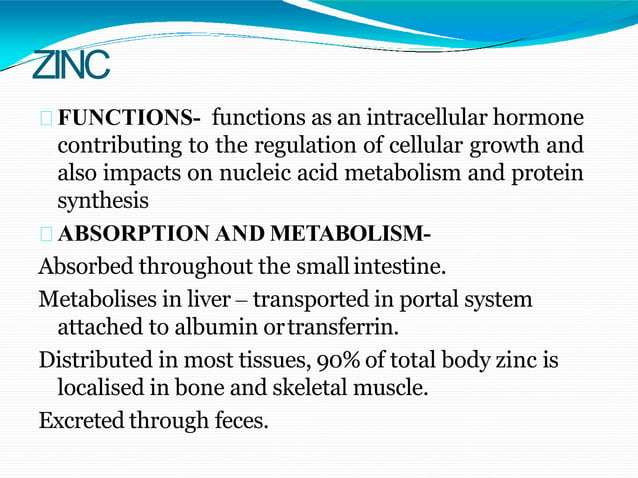 ZINC
FUNCTIONS- functions as an intracellular hormone
contributing to the regulation of cellular growth and
also impacts on nucleic acid metabolism and protein
synthesis
ABSORPTION AND METABOLISM-
Absorbed throughout the small intestine.
Metabolises in liver – transported in portal system
attached to albumin or transferrin.
Distributed in most tissues, 90% of total body zinc is
localised in bone and skeletal muscle.
Excreted through feces.